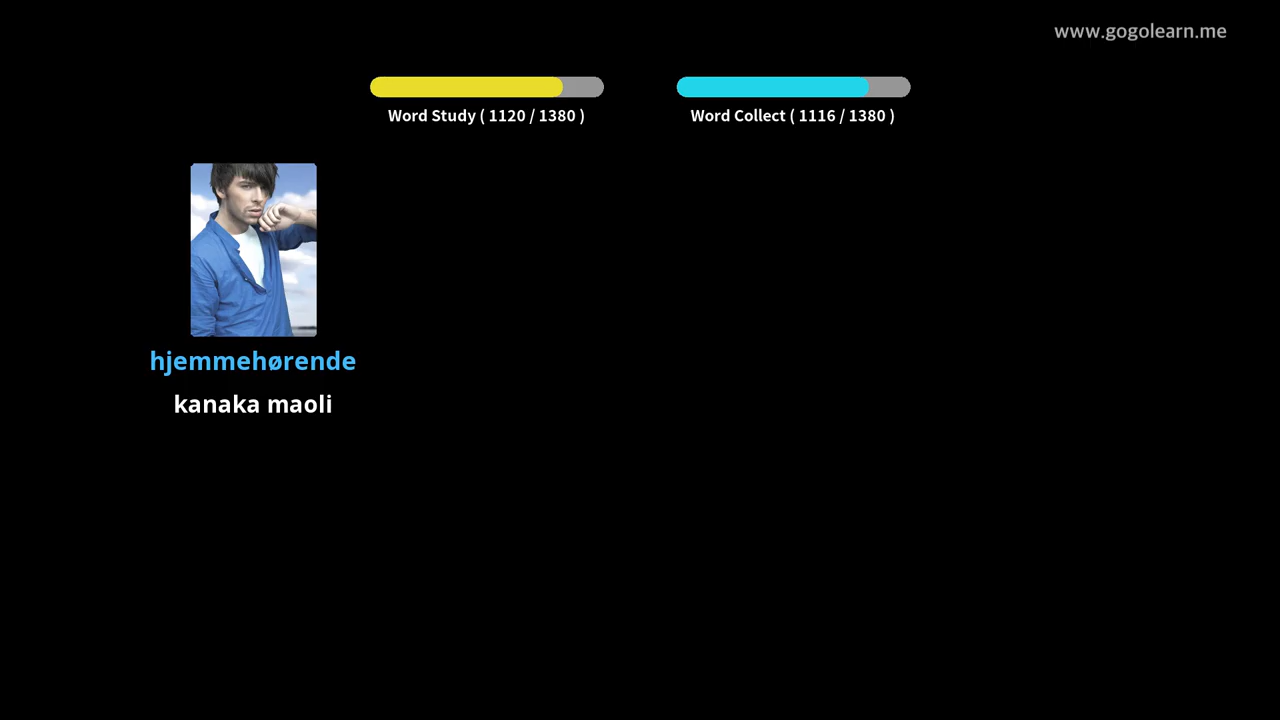 www.gogolearn.me
Word Study ( 1120 / 1380 )
Word Collect ( 1116 / 1380 )
hjemmehørende
kanaka maoli